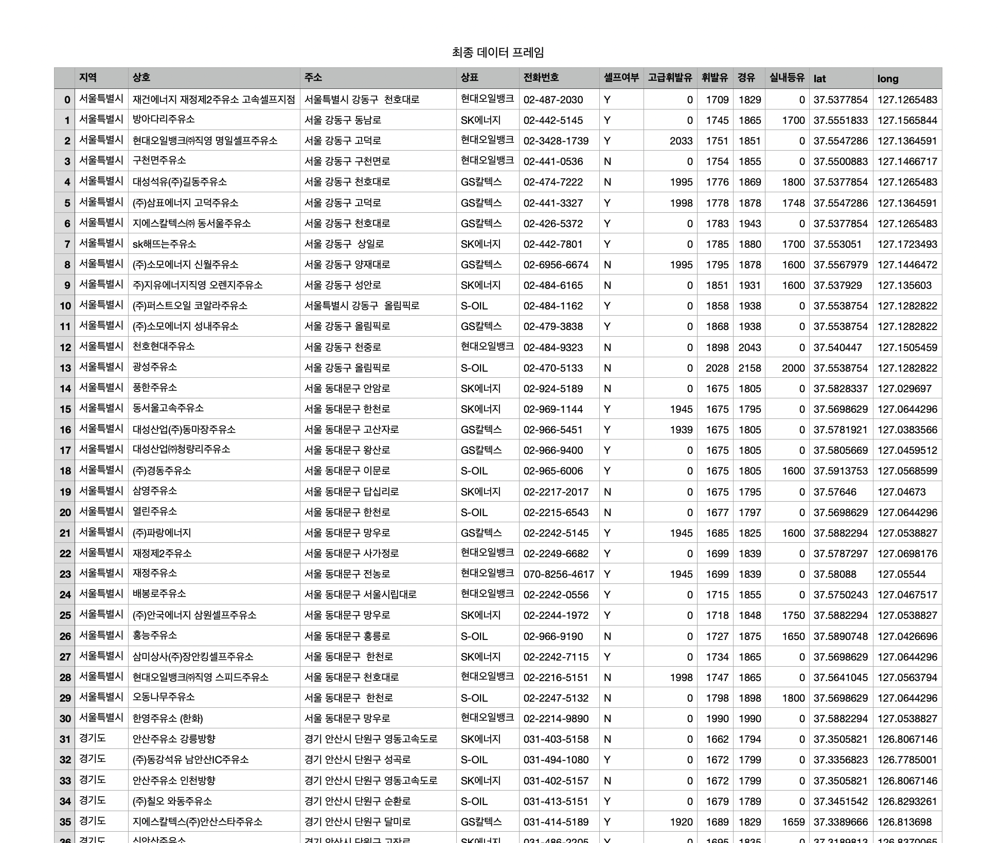 최종 데이터 프레임
지역 상호 주소 상표 전화번호 셀프여부 고급휘발유 휘발유 경유 실내등유 lat long
0 서울특별시 재건에너지 재정제2주유소 고속셀프지점 서울특별시 강동구  천호대로 현대오일뱅크 02-487-2030 Y 0 1709 1829 0 37.5377854 127.1265483
1 서울특별시 방아다리주유소 서울 강동구 동남로 SK에너지 02-442-5145 Y 0 1745 1865 1700 37.5551833 127.1565844
2 서울특별시 현대오일뱅크㈜직영 명일셀프주유소 서울 강동구 고덕로 현대오일뱅크 02-3428-1739 Y 2033 1751 1851 0 37.5547286 127.1364591
3 서울특별시 구천면주유소 서울 강동구 구천면로 현대오일뱅크 02-441-0536 N 0 1754 1855 0 37.5500883 127.1466717
4 서울특별시 대성석유(주)길동주유소 서울 강동구 천호대로 GS칼텍스 02-474-7222 N 1995 1776 1869 1800 37.5377854 127.1265483
5 서울특별시 (주)삼표에너지 고덕주유소 서울 강동구 고덕로 GS칼텍스 02-441-3327 Y 1998 1778 1878 1748 37.5547286 127.1364591
6 서울특별시 지에스칼텍스㈜ 동서울주유소 서울 강동구 천호대로 GS칼텍스 02-426-5372 Y 0 1783 1943 0 37.5377854 127.1265483
7 서울특별시 sk해뜨는주유소 서울 강동구  상일로 SK에너지 02-442-7801 Y 0 1785 1880 1700 37.553051 127.1723493
8 서울특별시 (주)소모에너지 신월주유소 서울 강동구 양재대로 GS칼텍스 02-6956-6674 N 1995 1795 1878 1600 37.5567979 127.1446472
9 서울특별시 주)지유에너지직영 오렌지주유소 서울 강동구 성안로 SK에너지 02-484-6165 N 0 1851 1931 1600 37.537929 127.135603
10 서울특별시 (주)퍼스트오일 코알라주유소 서울특별시 강동구  올림픽로 S-OIL 02-484-1162 Y 0 1858 1938 0 37.5538754 127.1282822
11 서울특별시 (주)소모에너지 성내주유소 서울 강동구 올림픽로 GS칼텍스 02-479-3838 Y 0 1868 1938 0 37.5538754 127.1282822
12 서울특별시 천호현대주유소 서울 강동구 천중로 현대오일뱅크 02-484-9323 N 0 1898 2043 0 37.540447 127.1505459
13 서울특별시 광성주유소 서울 강동구 올림픽로 S-OIL 02-470-5133 N 0 2028 2158 2000 37.5538754 127.1282822
14 서울특별시 풍한주유소 서울 동대문구 안암로 SK에너지 02-924-5189 N 0 1675 1805 0 37.5828337 127.029697
15 서울특별시 동서울고속주유소 서울 동대문구 한천로 SK에너지 02-969-1144 Y 1945 1675 1795 0 37.5698629 127.0644296
16 서울특별시 대성산업(주)동마장주유소 서울 동대문구 고산자로 GS칼텍스 02-966-5451 Y 1939 1675 1805 0 37.5781921 127.0383566
17 서울특별시 대성산업㈜청량리주유소 서울 동대문구 왕산로 GS칼텍스 02-966-9400 Y 0 1675 1805 0 37.5805669 127.0459512
18 서울특별시 (주)경동주유소 서울 동대문구 이문로 S-OIL 02-965-6006 Y 0 1675 1805 1600 37.5913753 127.0568599
19 서울특별시 삼영주유소 서울 동대문구 답십리로 SK에너지 02-2217-2017 N 0 1675 1795 0 37.57646 127.04673
20 서울특별시 열린주유소 서울 동대문구 한천로 S-OIL 02-2215-6543 N 0 1677 1797 0 37.5698629 127.0644296
21 서울특별시 (주)파랑에너지 서울 동대문구 망우로 GS칼텍스 02-2242-5145 Y 1945 1685 1825 1600 37.5882294 127.0538827
22 서울특별시 재정제2주유소 서울 동대문구 사가정로 현대오일뱅크 02-2249-6682 Y 0 1699 1839 0 37.5787297 127.0698176
23 서울특별시 재정주유소 서울 동대문구 전농로 현대오일뱅크 070-8256-4617 Y 1945 1699 1839 0 37.58088 127.05544
24 서울특별시 배봉로주유소 서울 동대문구 서울시립대로 현대오일뱅크 02-2242-0556 Y 0 1715 1855 0 37.5750243 127.0467517
25 서울특별시 (주)안국에너지 삼원셀프주유소 서울 동대문구 망우로 SK에너지 02-2244-1972 Y 0 1718 1848 1750 37.5882294 127.0538827
26 서울특별시 홍능주유소 서울 동대문구 홍릉로 S-OIL 02-966-9190 N 0 1727 1875 1650 37.5890748 127.0426696
27 서울특별시 삼미상사(주)장안킹셀프주유소 서울 동대문구  한천로 SK에너지 02-2242-7115 Y 0 1734 1865 0 37.5698629 127.0644296
28 서울특별시 현대오일뱅크㈜직영 스피드주유소 서울 동대문구 천호대로 현대오일뱅크 02-2216-5151 N 1998 1747 1865 0 37.5641045 127.0563794
29 서울특별시 오동나무주유소 서울 동대문구  한천로 S-OIL 02-2247-5132 N 0 1798 1898 1800 37.5698629 127.0644296
30 서울특별시 한영주유소 (한화) 서울 동대문구 망우로 현대오일뱅크 02-2214-9890 N 0 1990 1990 0 37.5882294 127.0538827
31 경기도 안산주유소 강릉방향 경기 안산시 단원구 영동고속도로 SK에너지 031-403-5158 N 0 1662 1794 0 37.3505821 126.8067146
32 경기도 (주)동강석유 남안산IC주유소 경기 안산시 단원구 성곡로 S-OIL 031-494-1080 Y 0 1672 1799 0 37.3356823 126.7785001
33 경기도 안산주유소 인천방향 경기 안산시 단원구 영동고속도로 SK에너지 031-402-5157 N 0 1672 1799 0 37.3505821 126.8067146
34 경기도 (주)칠오 와동주유소 경기 안산시 단원구 순환로 S-OIL 031-413-5151 Y 0 1679 1789 0 37.3451542 126.8293261
35 경기도 지에스칼텍스(주)안산스타주유소 경기 안산시 단원구 달미로 GS칼텍스 031-414-5189 Y 1920 1689 1829 1659 37.3389666 126.813698
36 경기도 신안산주유소 경기 안산시 단원구 고잔로 SK에너지 031-486-2205 Y 0 1695 1835 0 37.3189813 126.8370065